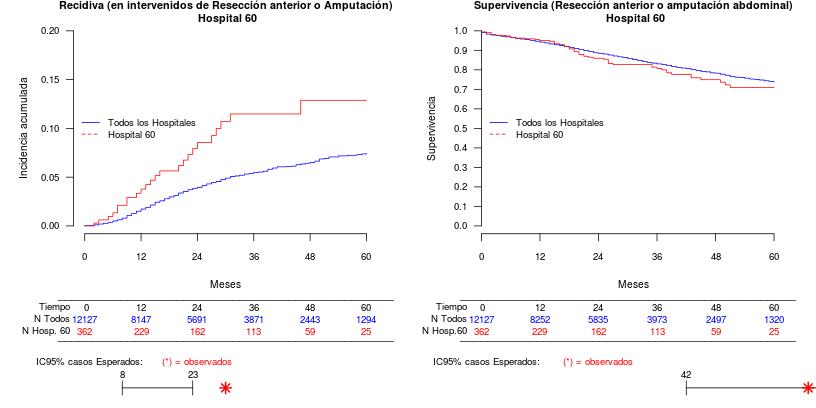 Recidiva (en intervenidos de Resección anterior o Amputación)
Hospital 60
0.20
0.15
0.10
0.05
0.00
Incidencia acumulada
Todos los Hospitales
Hospital 60
0 12 24 36 48 60
Meses
Tiempo 0 12 24 36 48 60
N Todos 12127 8147 5691 3871 2443 1294
N Hosp. 60 362 229 162 113 59 25
IC95% casos Esperados: (*) = observados
8 23
Supervivencia (Resección anterior o amputación abdominal)
Hospital 60
1.0
0.9
0.8
0.7
0.6
0.5
0.4
0.3
0.2
0.1
0.0
Supervivencia
Todos los Hospitales
Hospital 60
0 12 24 36 48 60
Meses
Tiempo 0 12 24 36 48 60
N Todos 12127 8252 5835 3973 2497 1320
N Hosp.60 362 229 162 113 59 25
IC95% casos Esperados: (*) = observados
42